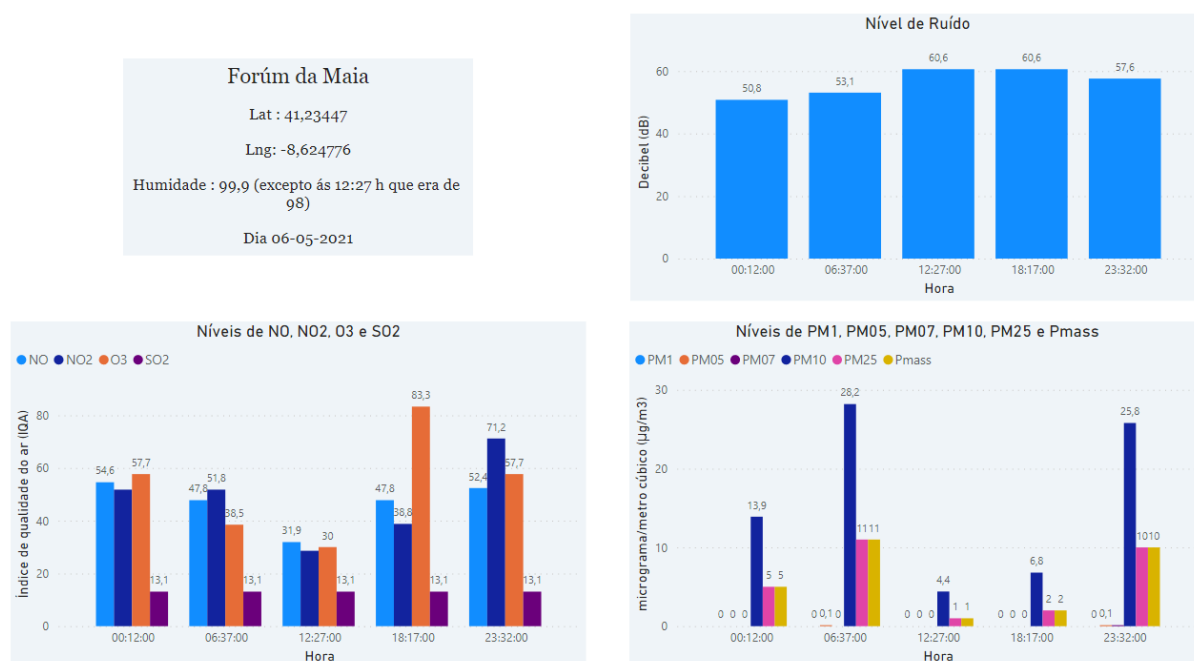 Forúm da Maia
Lat : 41,23447
Lng: -8,624776
Humidade : 99,9 (excepto ás 12:27 h que era de
98)
Dia 06-05-2021
Nível de Ruído
Decibel (dB)
60
40
20
0
50,8
53,1
60,6
60,6
57,6
00:12:00
06:37:00
12:27:00
18:17:00
23:32:00
Hora
Níveis de NO, NO2, O3 e SO2
NO NO2 O3 SO2
Índice de qualidade do ar (IQA)
80
60
40
20
0
54,6 57,7 13,1
47,8 51,8 38,5 13,1
31,9 30 13,1
47,8 38,8 83,3 13,1
52,4 71,2 57,7 13,1
00:12:00
06:37:00
12:27:00
18:17:00
23:32:00
Hora
Níveis de PM1, PM05, PM07, PM10, PM25 e Pmass
PM1 PM05 PM07 PM10 PM25 Pmass
micrograma/metro cúbico (µg/m3)
30
20
10
0
0 0 0 13,9 5 5
0 0,1 0 28,2 11 11
0 0 0 4,4 1 1
0 0 0 6,8 2 2
0 0,1 25,8 10 10
00:12:00
06:37:00
12:27:00
18:17:00
23:32:00
Hora